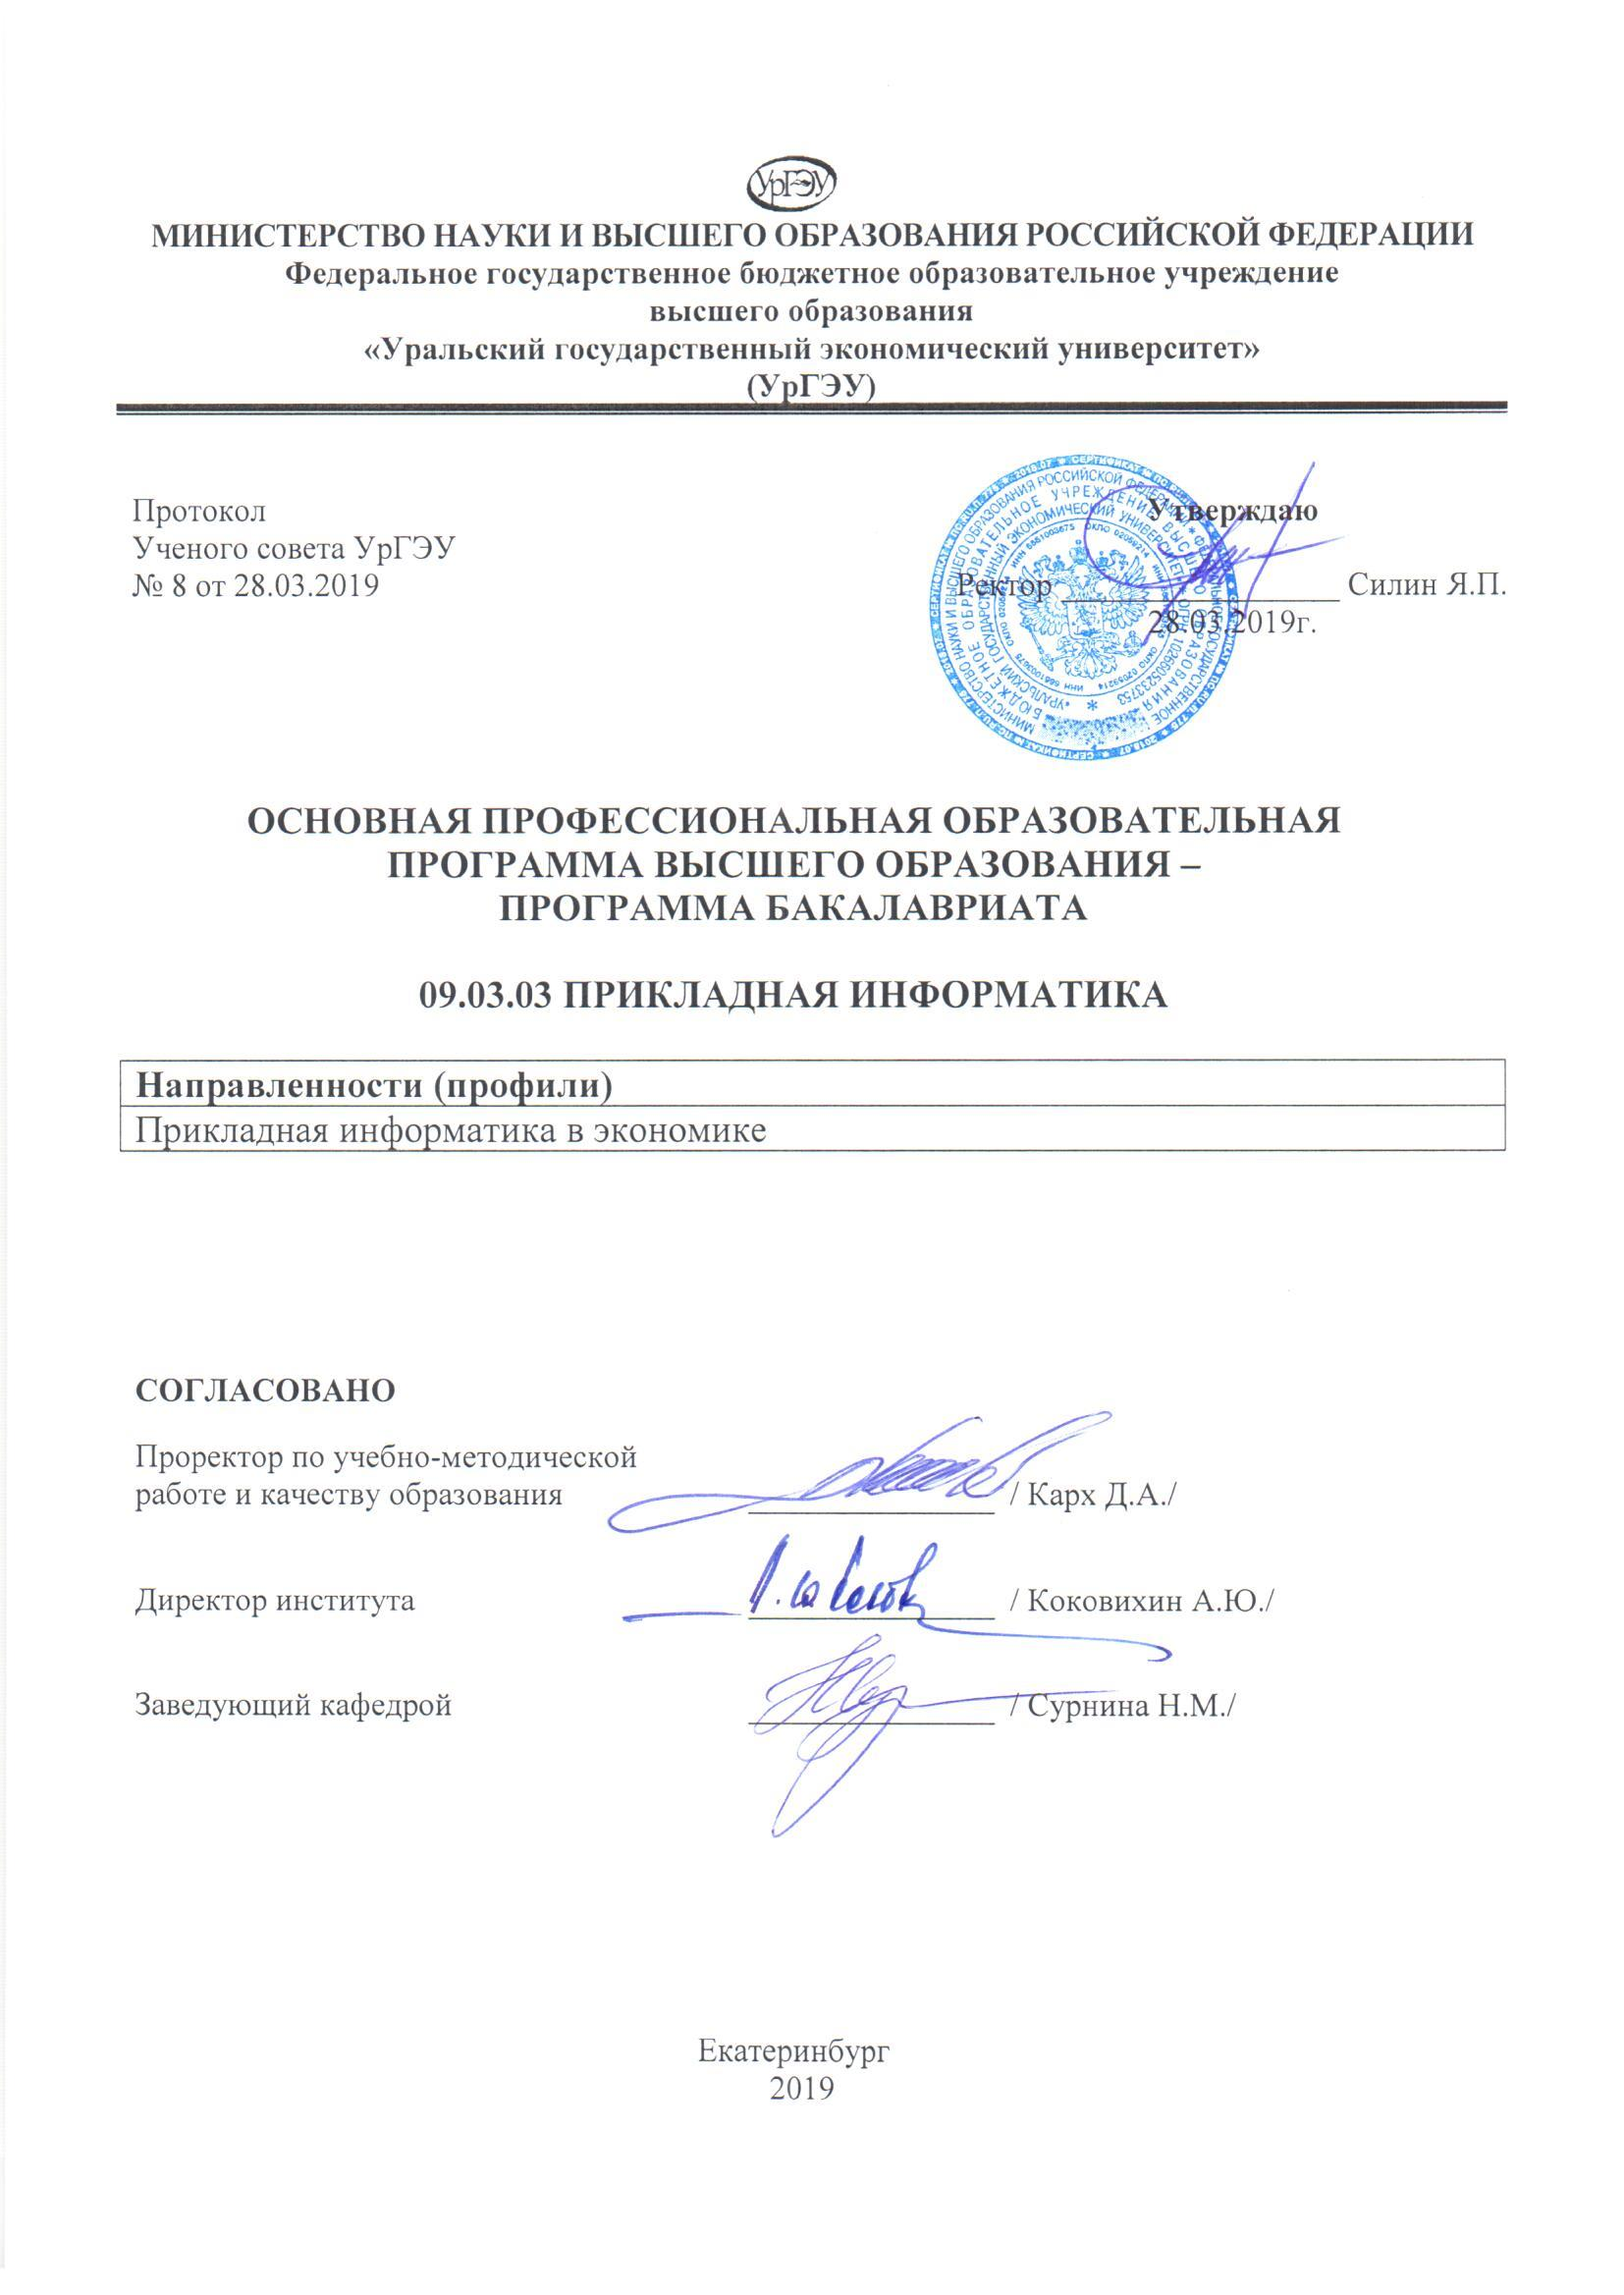 УрГЭУ
МИНИСТЕРСТВО НАУКИ И ВЫСШЕГО ОБРАЗОВАНИЯ РОССИЙСКОЙ ФЕДЕРАЦИИ
Федеральное государственное бюджетное образовательное учреждение
высшего образования
«Уральский государственный экономический университет»
(УрГЭУ)
Протокол
Ученого совета УрГЭУ
№ 8 от 28.03.2019
Утверждаю
Ректор Силин Я.П.
28.03.2019г.
ОСНОВНАЯ ПРОФЕССИОНАЛЬНАЯ ОБРАЗОВАТЕЛЬНАЯ
ПРОГРАММА ВЫСШЕГО ОБРАЗОВАНИЯ –
ПРОГРАММА БАКАЛАВРИАТА
09.03.03 ПРИКЛАДНАЯ ИНФОРМАТИКА
Направленности (профили)
Прикладная информатика в экономике
СОГЛАСОВАНО
Проректор по учебно-методической
работе и качеству образования / Карх Д.А./
Директор института / Коковихин А.Ю./
Заведующий кафедрой / Сурнина Н.М./
Екатеринбург
2019